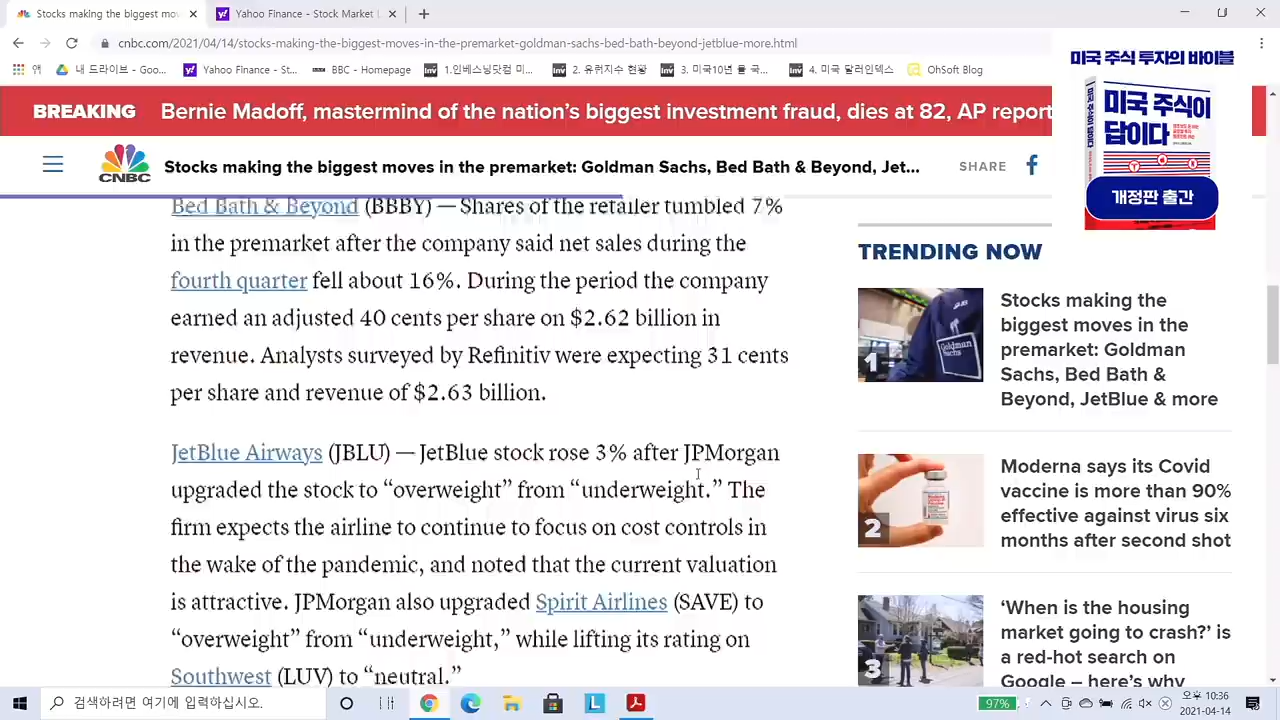 Stocks making the biggest mov
Yahoo Finance - Stock Market L
cnbc.com/2021/04/14/stocks-making-the-biggest-moves-in-the-premarket-goldman-sachs-bed-bath-beyond-jetblue-more.html
앱
내 드라이브 - Goo...
Yahoo Finance - St...
BBC - Homepage
1.인베스팅닷컴 미...
2. 유뷔지수 현황
3. 미국10년 물 국...
4. 미국 달러인덱스
OhSoft Blog
미국 주식 투자의 바이블
미국 주식이
답이다
개정판 출간
BREAKING Bernie Madoff, mastermind of the nation's biggest investment fraud, dies at 82, AP report
CNBC
Stocks making the biggest moves in the premarket: Goldman Sachs, Bed Bath & Beyond, Jet...
SHARE
Bed Bath & Beyond (BBBY) — Shares of the retailer tumbled 7%
in the premarket after the company said net sales during the
fourth quarter fell about 16%. During the period the company
earned an adjusted 40 cents per share on $2.62 billion in
revenue. Analysts surveyed by Refinitiv were expecting 31 cents
per share and revenue of $2.63 billion.
JetBlue Airways (JBLU) — JetBlue stock rose 3% after JPMorgan
upgraded the stock to “overweight” from “underweight.” The
firm expects the airline to continue to focus on cost controls in
the wake of the pandemic, and noted that the current valuation
is attractive. JPMorgan also upgraded Spirit Airlines (SAVE) to
“overweight” from “underweight,” while lifting its rating on
Southwest (LUV) to “neutral.”
TRENDING NOW
Goldman
Sachs
1
Stocks making the
biggest moves in the
premarket: Goldman
Sachs, Bed Bath &
Beyond, JetBlue & more
2
Moderna says its Covid
vaccine is more than 90%
effective against virus six
months after second shot
3
‘When is the housing
market going to crash?’ is
a red-hot search on
Google – here’s why
검색하려면 여기에 입력하십시오.
97%
오후 10:36
2021-04-14